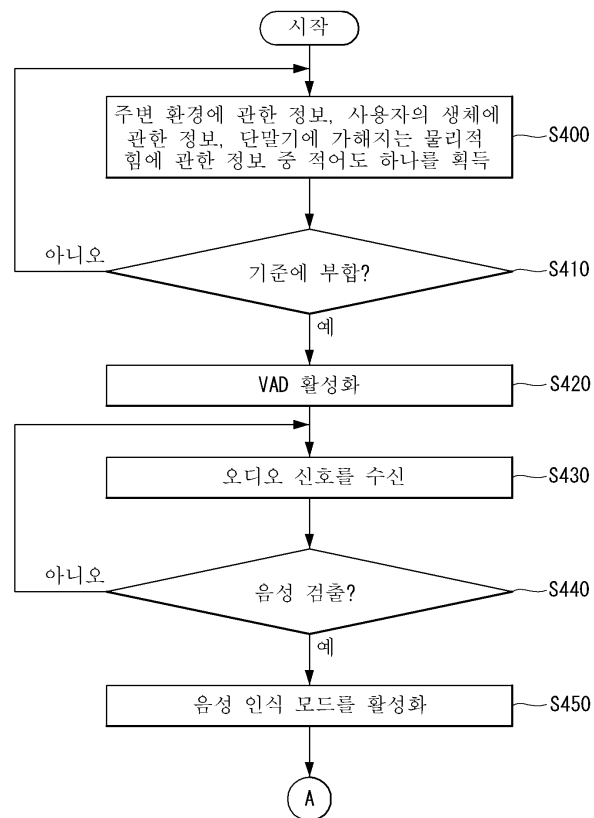 시작
주변 환경에 관한 정보, 사용자의 생체에
관한 정보, 단말기에 가해지는 물리적
힘에 관한 정보 중 적어도 하나를 획득
S400
아니오
기준에 부합?
S410
예
VAD 활성화
S420
오디오 신호를 수신
S430
아니오
음성 검출?
S440
예
음성 인식 모드를 활성화
S450
A